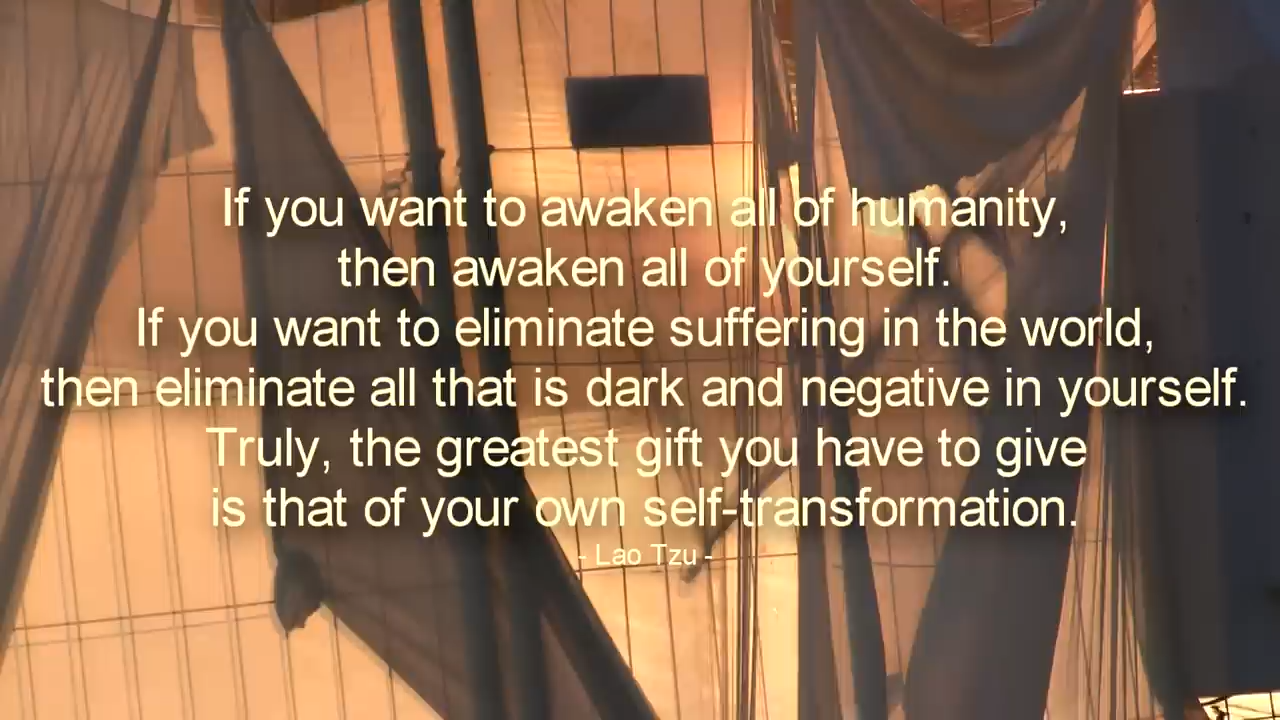 If you want to awaken all of humanity,
then awaken all of yourself.
If you want to eliminate suffering in the world,
then eliminate all that is dark and negative in yourself.
Truly, the greatest gift you have to give
is that of your own self-transformation.
- Lao Tzu -